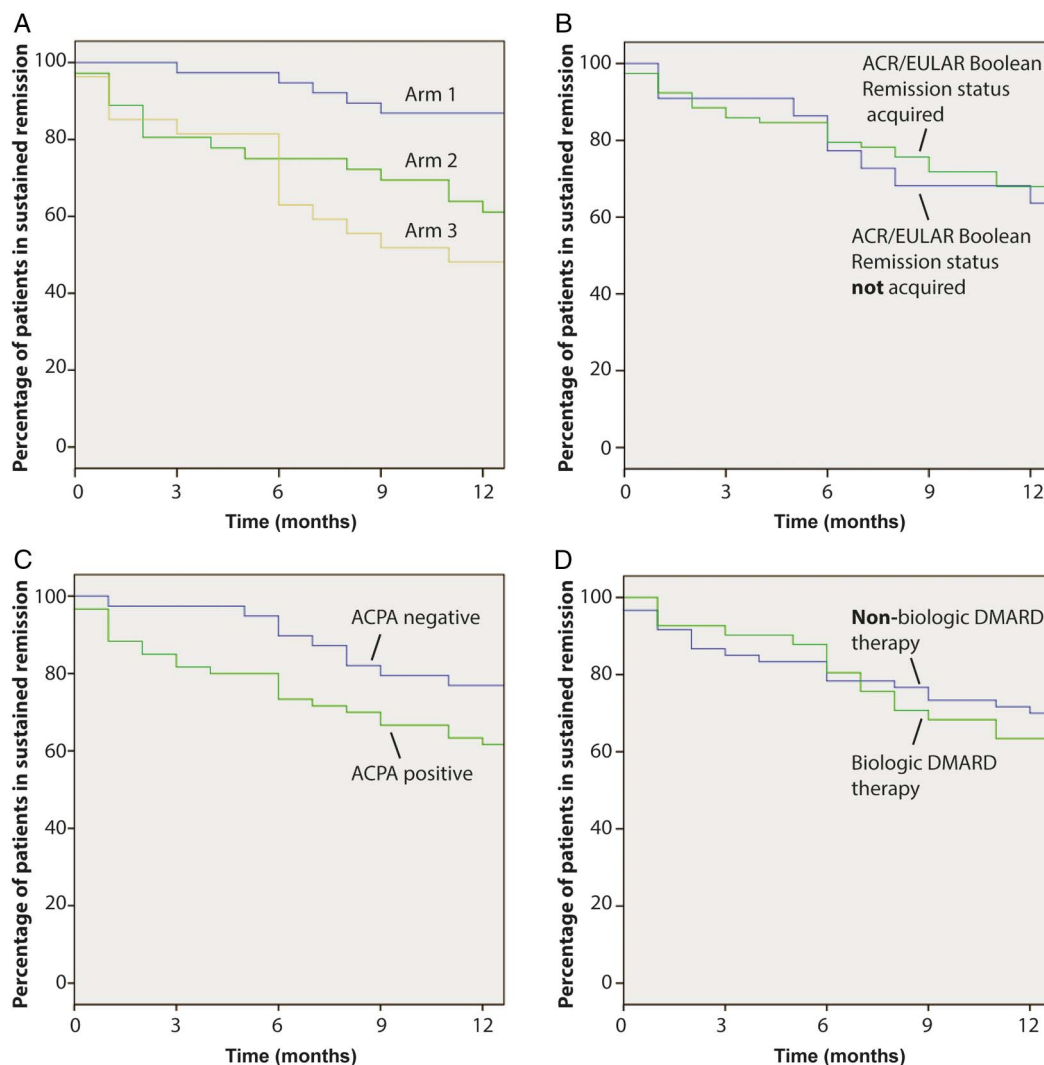 A
Percentage of patients in sustained remission
100
80
60
40
20
0
Arm 1
Arm 2
Arm 3
0 3 6 9 12
Time (months)
B
Percentage of patients in sustained remission
100
80
60
40
20
0
ACR/EULAR Boolean
Remission status
acquired
ACR/EULAR Boolean
Remission status
not acquired
0 3 6 9 12
Time (months)
C
Percentage of patients in sustained remission
100
80
60
40
20
0
ACPA negative
ACPA positive
0 3 6 9 12
Time (months)
D
Percentage of patients in sustained remission
100
80
60
40
20
0
Non-biologic DMARD
therapy
Biologic DMARD
therapy
0 3 6 9 12
Time (months)